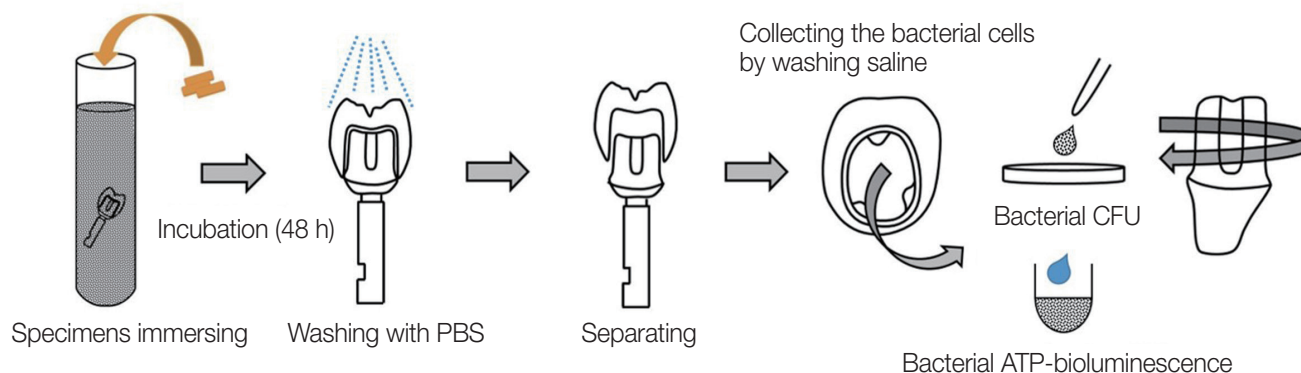 Collecting the bacterial cells
by washing saline
Incubation (48 h)
Bacterial CFU
Specimens immersing
Washing with PBS
Separating
Bacterial ATP-bioluminescence